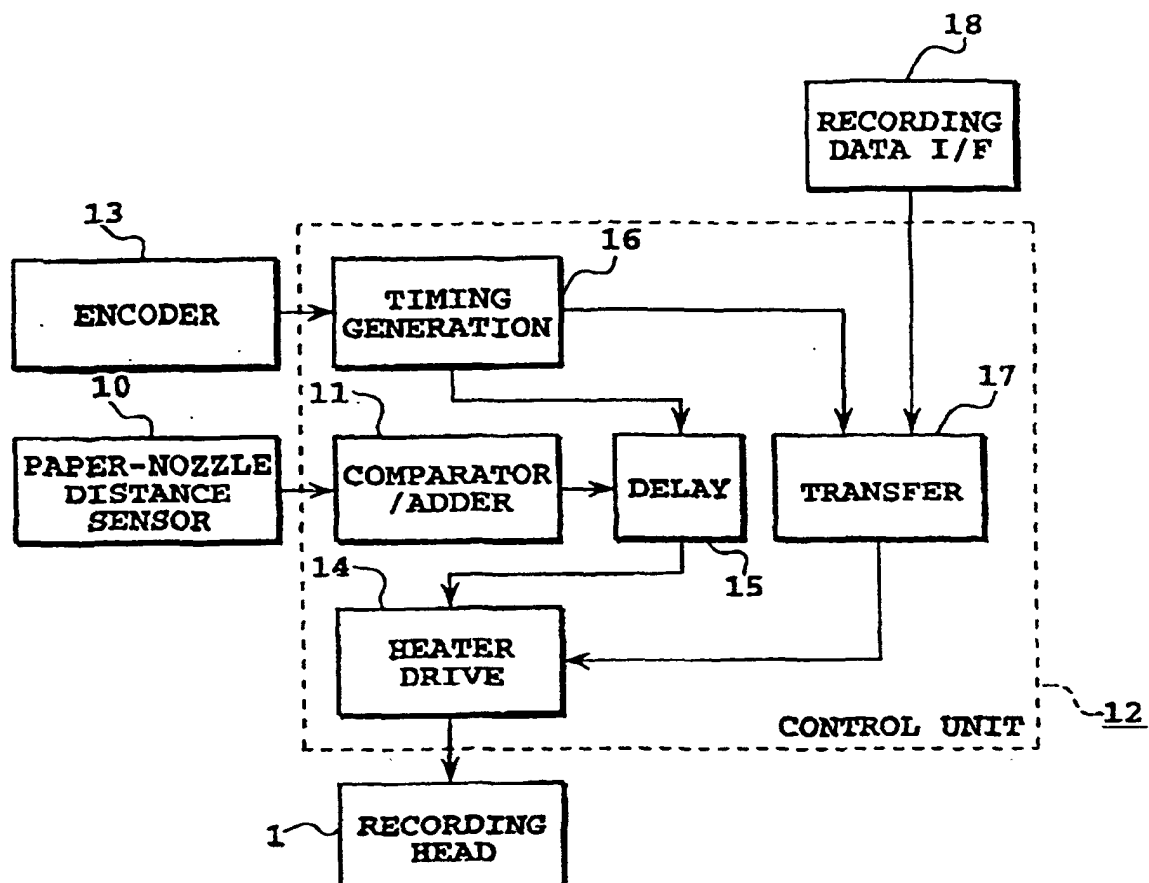 18
RECORDING
DATA I/F
13
16
ENCODER
TIMING
GENERATION
10
11
17
PAPER-NOZZLE
DISTANCE
SENSOR
COMPARATOR
/ADDER
DELAY
TRANSFER
14
15
HEATER
DRIVE
CONTROL UNIT
12
1
RECORDING
HEAD